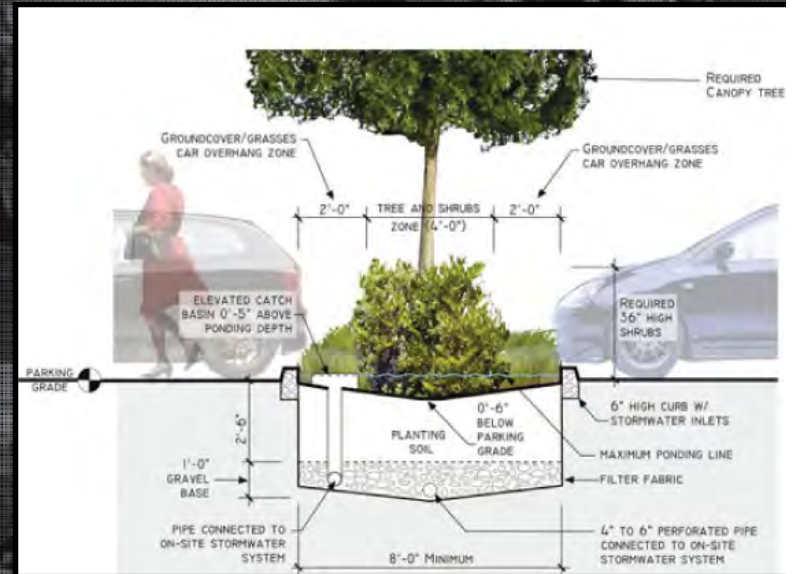 REQUIRED
CANOPY TREE
GROUNDCOVER/GRASSES
CAR OVERHANG ZONE
GROUNDCOVER/GRASSES
CAR OVERHANG ZONE
2'-0"
TREE AND SHRUBS
ZONE (4'-0")
2'-0"
ELEVATED CATCH
BASIN 0'-5" ABOVE
PONDING DEPTH
REQUIRED
36" HIGH
SHRUBS
PARKING
GRADE
2'-6"
PLANTING
SOIL
0'-6"
BELOW
PARKING
GRADE
6" HIGH CURB W/
STORMWATER INLETS
MAXIMUM PONDING LINE
1'-0"
GRAVEL
BASE
FILTER FABRIC
PIPE CONNECTED TO
ON-SITE STORMWATER
SYSTEM
8'-0" MINIMUM
4" TO 6" PERFORATED PIPE
CONNECTED TO ON-SITE
STORMWATER SYSTEM